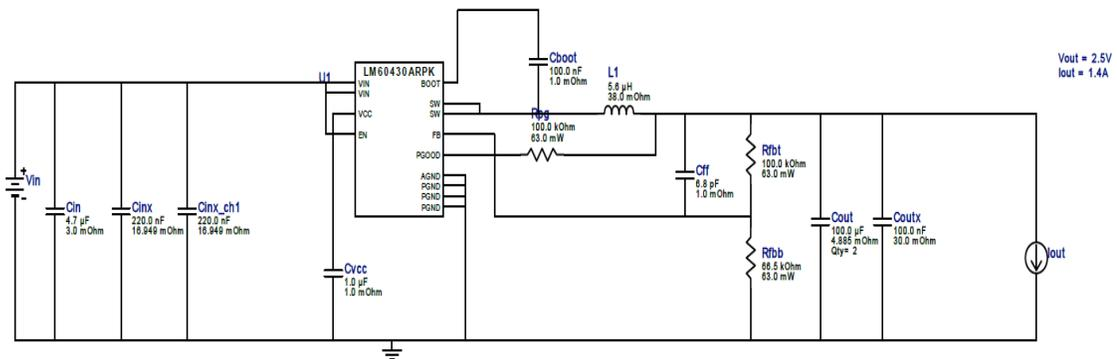 Vout = 2.5V
Iout = 1.4A
U1
LM60430ARPK
VIN
VIN
VCC
EN
BOOT
SW
SW
FB
PGOOD
AGND
PGND
PGND
PGND
Cboot
100.0 nF
1.0 mOhm
L1
5.6 µH
38.0 mOhm
Rpg
100.0 kOhm
63.0 mW
Cff
6.8 pF
1.0 mOhm
Rfbt
100.0 kOhm
63.0 mW
+
Vin
-
Cin
4.7 µF
3.0 mOhm
Cinx
220.0 nF
16.949 mOhm
Cinx_ch1
220.0 nF
16.949 mOhm
Cvcc
1.0 µF
1.0 mOhm
Rfbb
66.5 kOhm
63.0 mW
Cout
100.0 µF
4.885 mOhm
Qty= 2
Coutx
100.0 nF
30.0 mOhm
Iout